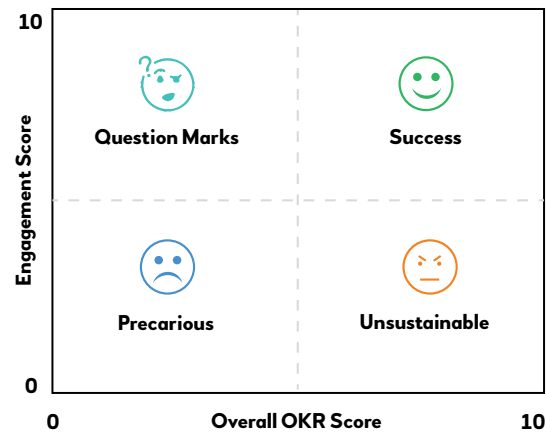 10
?
Question Marks
Success
Engagement Score
Precarious
Unsustainable
0
0
Overall OKR Score
10